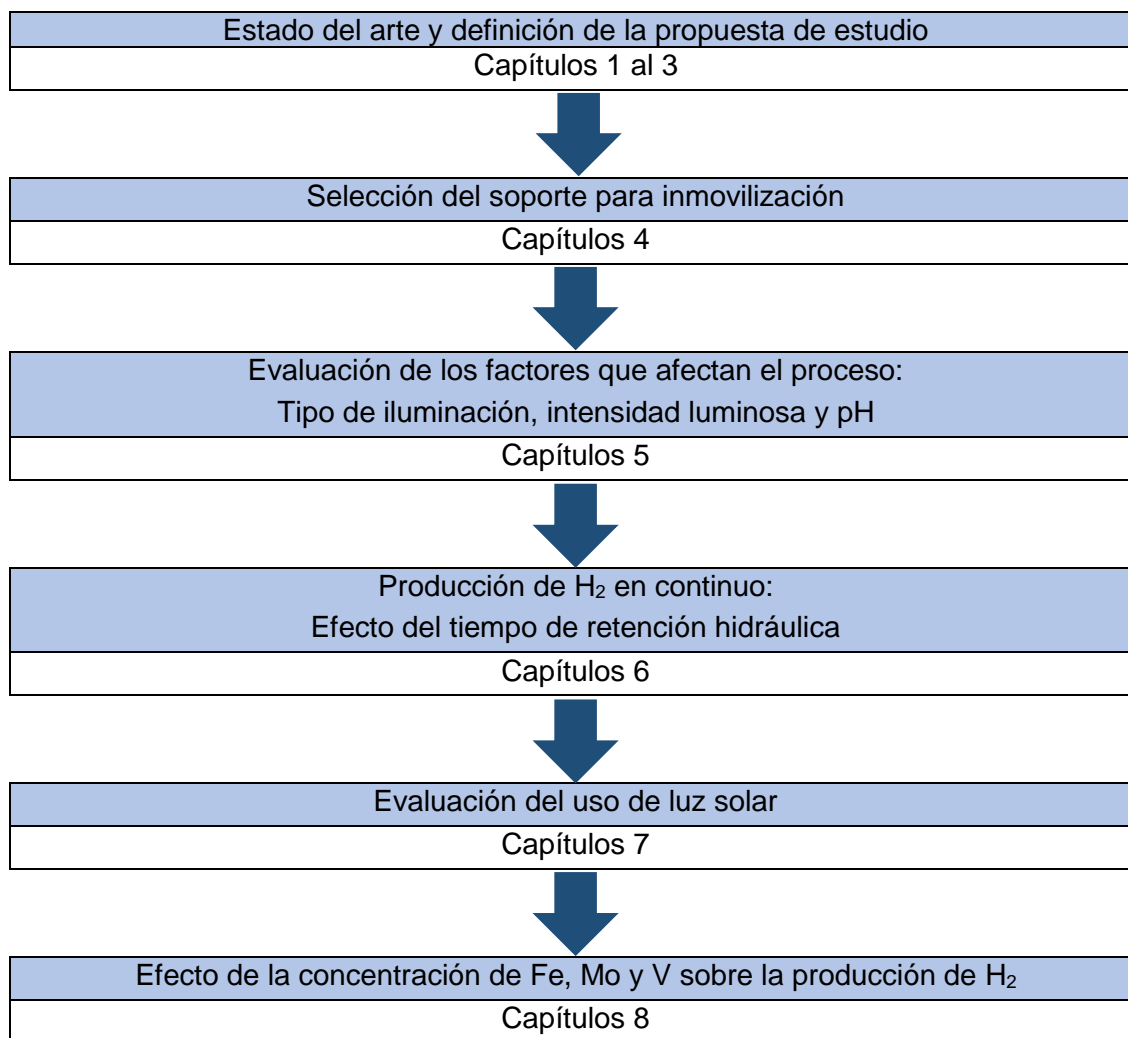 Estado del arte y definición de la propuesta de estudio
Capítulos 1 al 3
Selección del soporte para inmovilización
Capítulos 4
Evaluación de los factores que afectan el proceso:
Tipo de iluminación, intensidad luminosa y pH
Capítulos 5
Producción de H₂ en continuo:
Efecto del tiempo de retención hidráulica
Capítulos 6
Evaluación del uso de luz solar
Capítulos 7
Efecto de la concentración de Fe, Mo y V sobre la producción de H₂
Capítulos 8